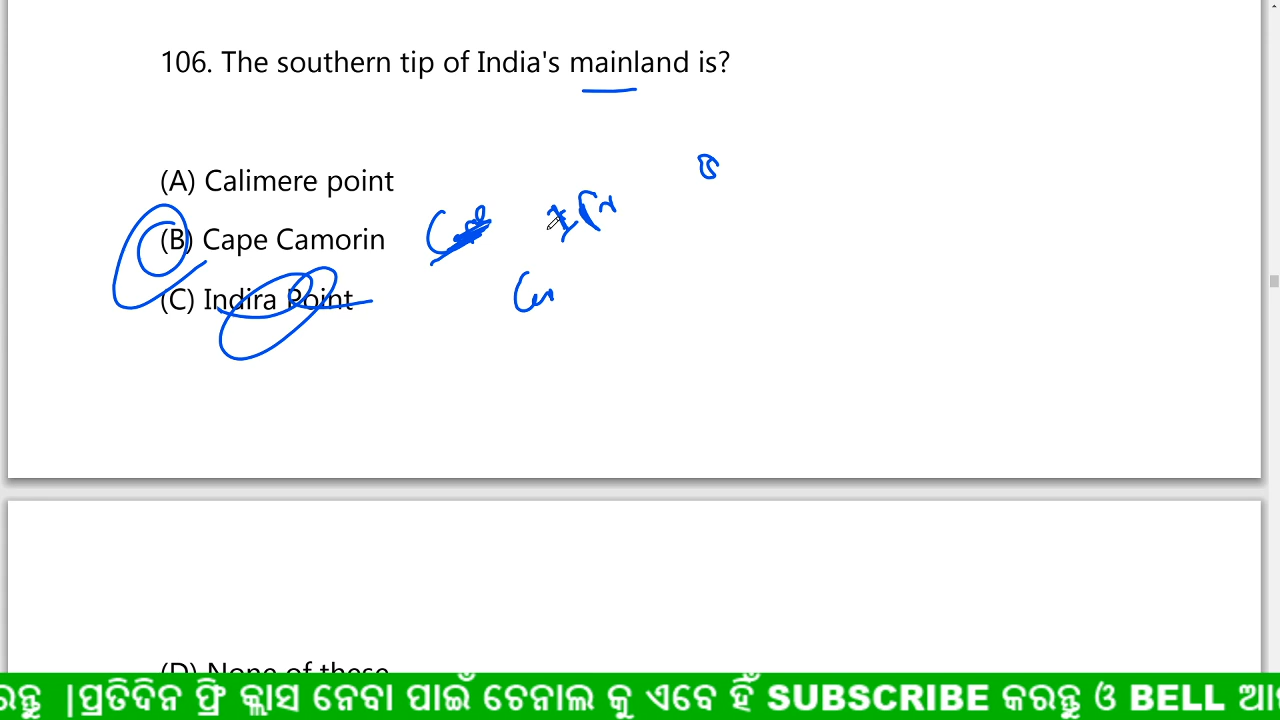 106. The southern tip of India's mainland is?
(A) Calimere point
(B) Cape Camorin
(C) Indira Point
(D) None of these
ପ୍ରତିଦିନ ଫ୍ରି କ୍ଲାସ ନେବା ପାଇଁ ଚେନାଲ କୁ ଏବେ ହିଁ SUBSCRIBE କରନ୍ତୁ ଓ BELL